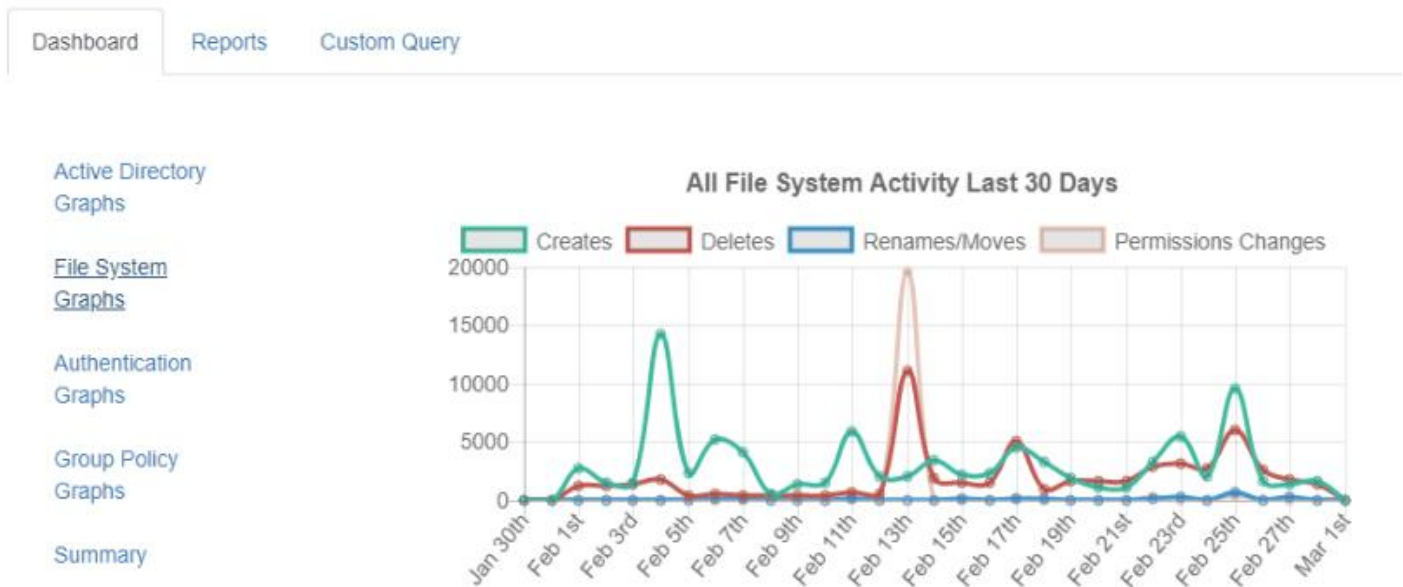 Dashboard Reports Custom Query
Active Directory
Graphs
File System
Graphs
Authentication
Graphs
Group Policy
Graphs
Summary
All File System Activity Last 30 Days
Creates Deletes Renames/Moves Permissions Changes
20000
15000
10000
5000
0
Jan 30th Feb 1st Feb 3rd Feb 5th Feb 7th Feb 9th Feb 11th Feb 13th Feb 15th Feb 17th Feb 19th Feb 21st Feb 23rd Feb 25th Feb 27th Mar 1st